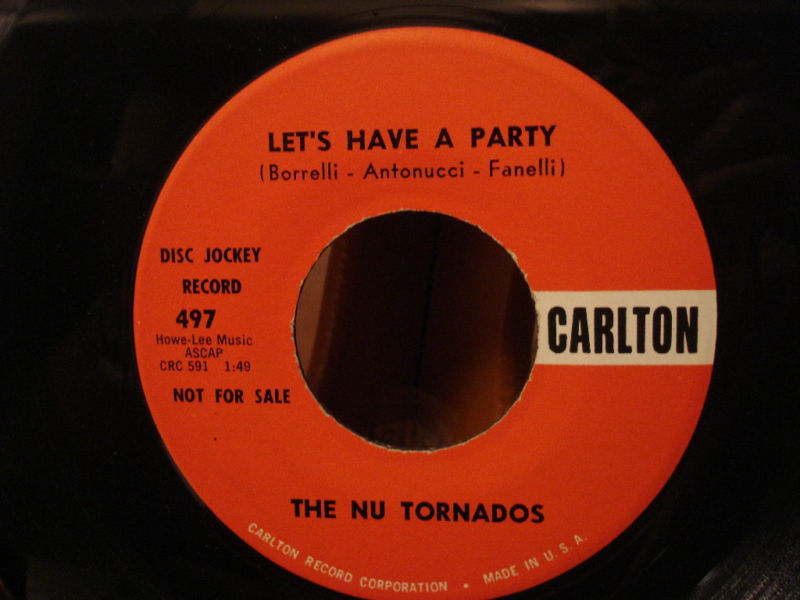 LET'S HAVE A PARTY
(Borrelli - Antonucci - Fanelli)
DISC JOCKEY
RECORD
497
Howe-Lee Music
ASCAP
CRC 591 1:49
NOT FOR SALE
CARLTON
THE NU TORNADOS
CARLTON RECORD CORPORATION • MADE IN U.S.A.